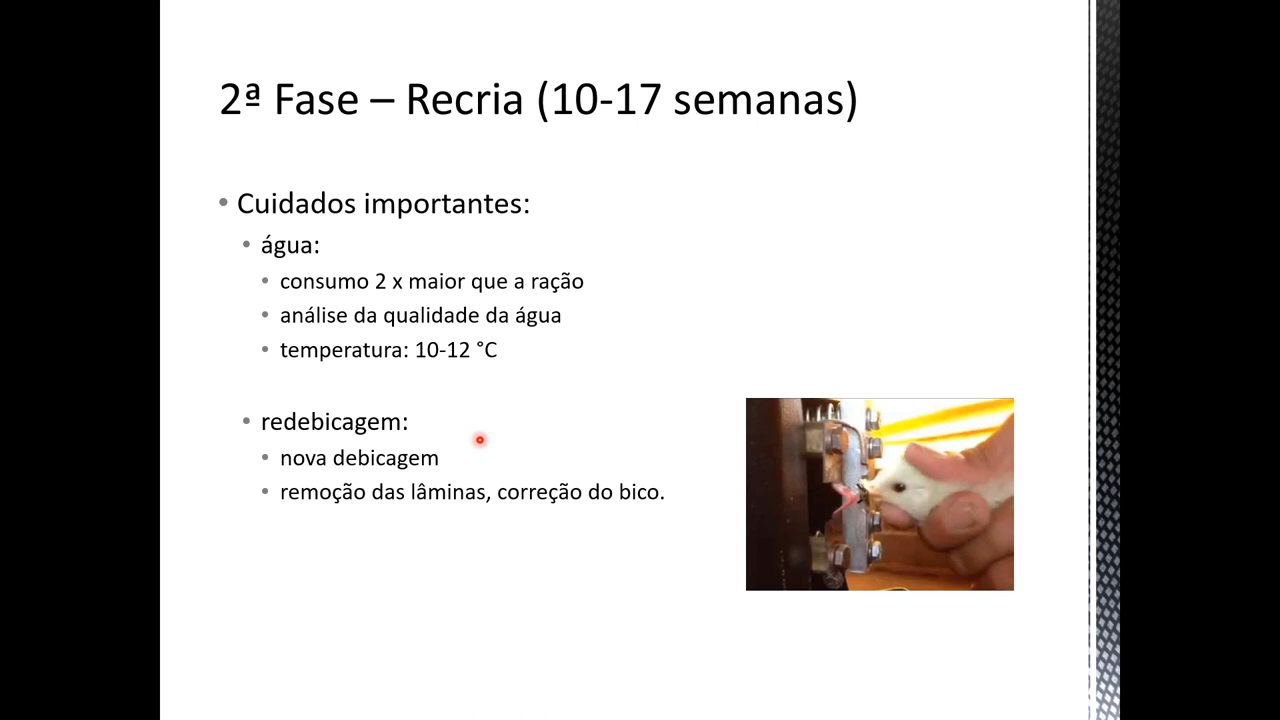 2ª Fase – Recria (10-17 semanas)
• Cuidados importantes:
• água:
• consumo 2 x maior que a ração
• análise da qualidade da água
• temperatura: 10-12 °C
• redebicagem:
• nova debicagem
• remoção das lâminas, correção do bico.